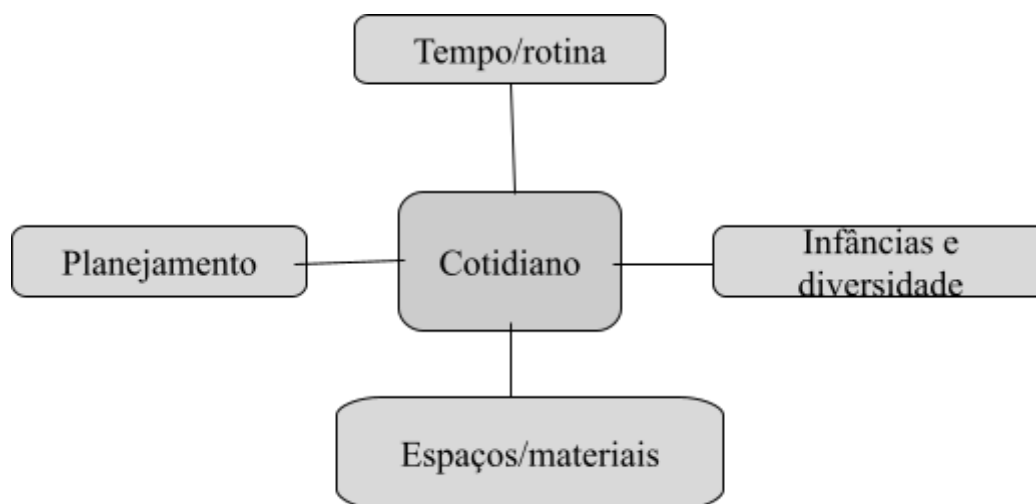 Tempo/rotina
Planejamento
Cotidiano
Infâncias e
diversidade
Espaços/materiais